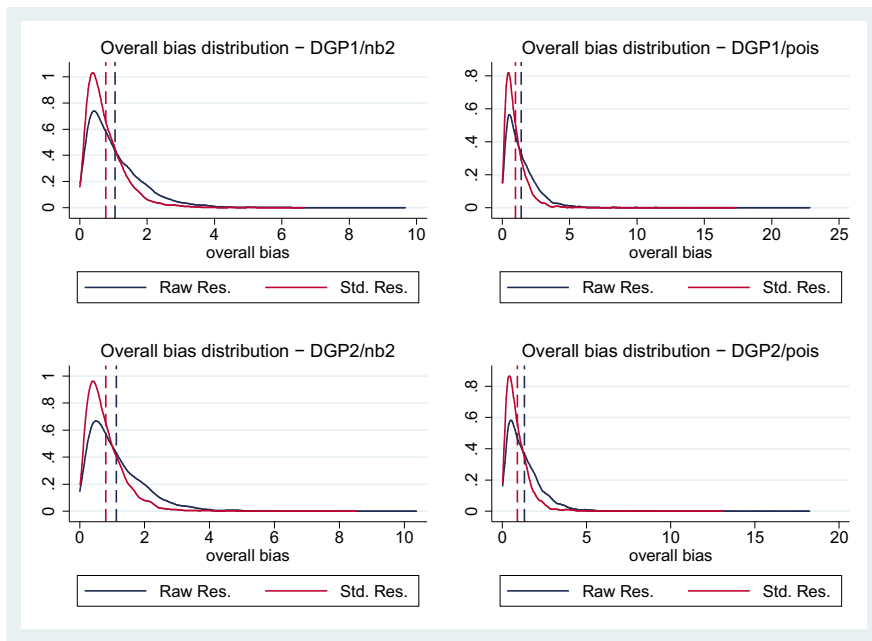 Overall bias distribution − DGP1/nb2
0 .2 .4 .6 .8 1
0 2 4 6 8 10
overall bias
Raw Res. Std. Res.
Overall bias distribution − DGP1/pois
0 .2 .4 .6 .8
0 5 10 15 20 25
overall bias
Raw Res. Std. Res.
Overall bias distribution − DGP2/nb2
0 .2 .4 .6 .8 1
0 2 4 6 8 10
overall bias
Raw Res. Std. Res.
Overall bias distribution − DGP2/pois
0 .2 .4 .6 .8
0 5 10 15 20
overall bias
Raw Res. Std. Res.